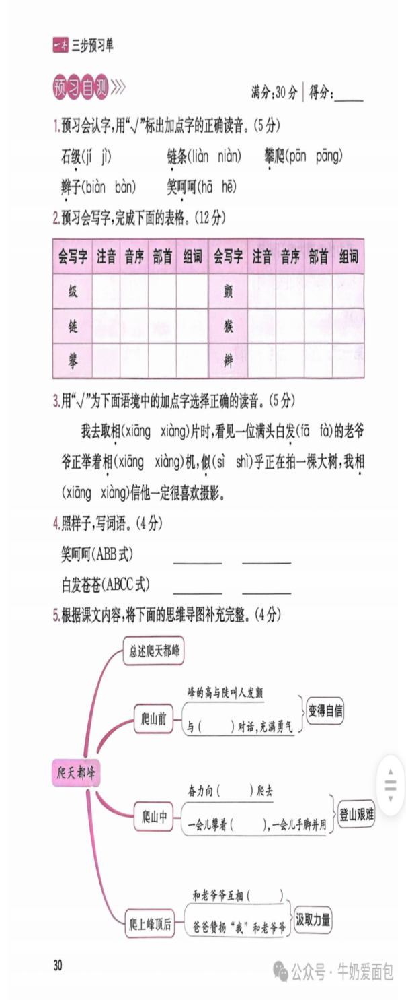 一本 三步预习单
预习自测 满分:30分 得分:____
1.预习会认字,用“√”标出加点字的正确读音。(5分)
石级(jí jì) 链条(liàn niàn) 攀爬(pān pāng)
辫子(biàn bàn) 笑呵呵(hā hē)
2.预习会写字,完成下面的表格。(12分)
会写字 注音 音序 部首 组词 会写字 注音 音序 部首 组词
级 颤
链 猴
攀 辫
3.用“√”为下面语境中的加点字选择正确的读音。(5分)
我去取相(xiāng xiàng)片时,看见一位满头白发(fā fà)的老爷
爷正举着相(xiāng xiàng)机,似(sì shì)乎正在拍一棵大树,我相
(xiāng xiàng)信他一定很喜欢摄影。
4.照样子,写词语。(4分)
笑呵呵(ABB式) ____ ____
白发苍苍(ABCC式) ____ ____
5.根据课文内容,将下面的思维导图补充完整。(4分)
总述爬天都峰
峰的高与陡叫人发颤
爬山前 变得自信
与( )对话,充满勇气
爬天都峰
奋力向( )爬去
爬山中 登山艰难
一会儿攀着( ),一会儿手脚并用
和老爷爷互相( )
爬上峰顶后 汲取力量
爸爸赞扬“我”和老爷爷
30
公众号·牛奶爱面包